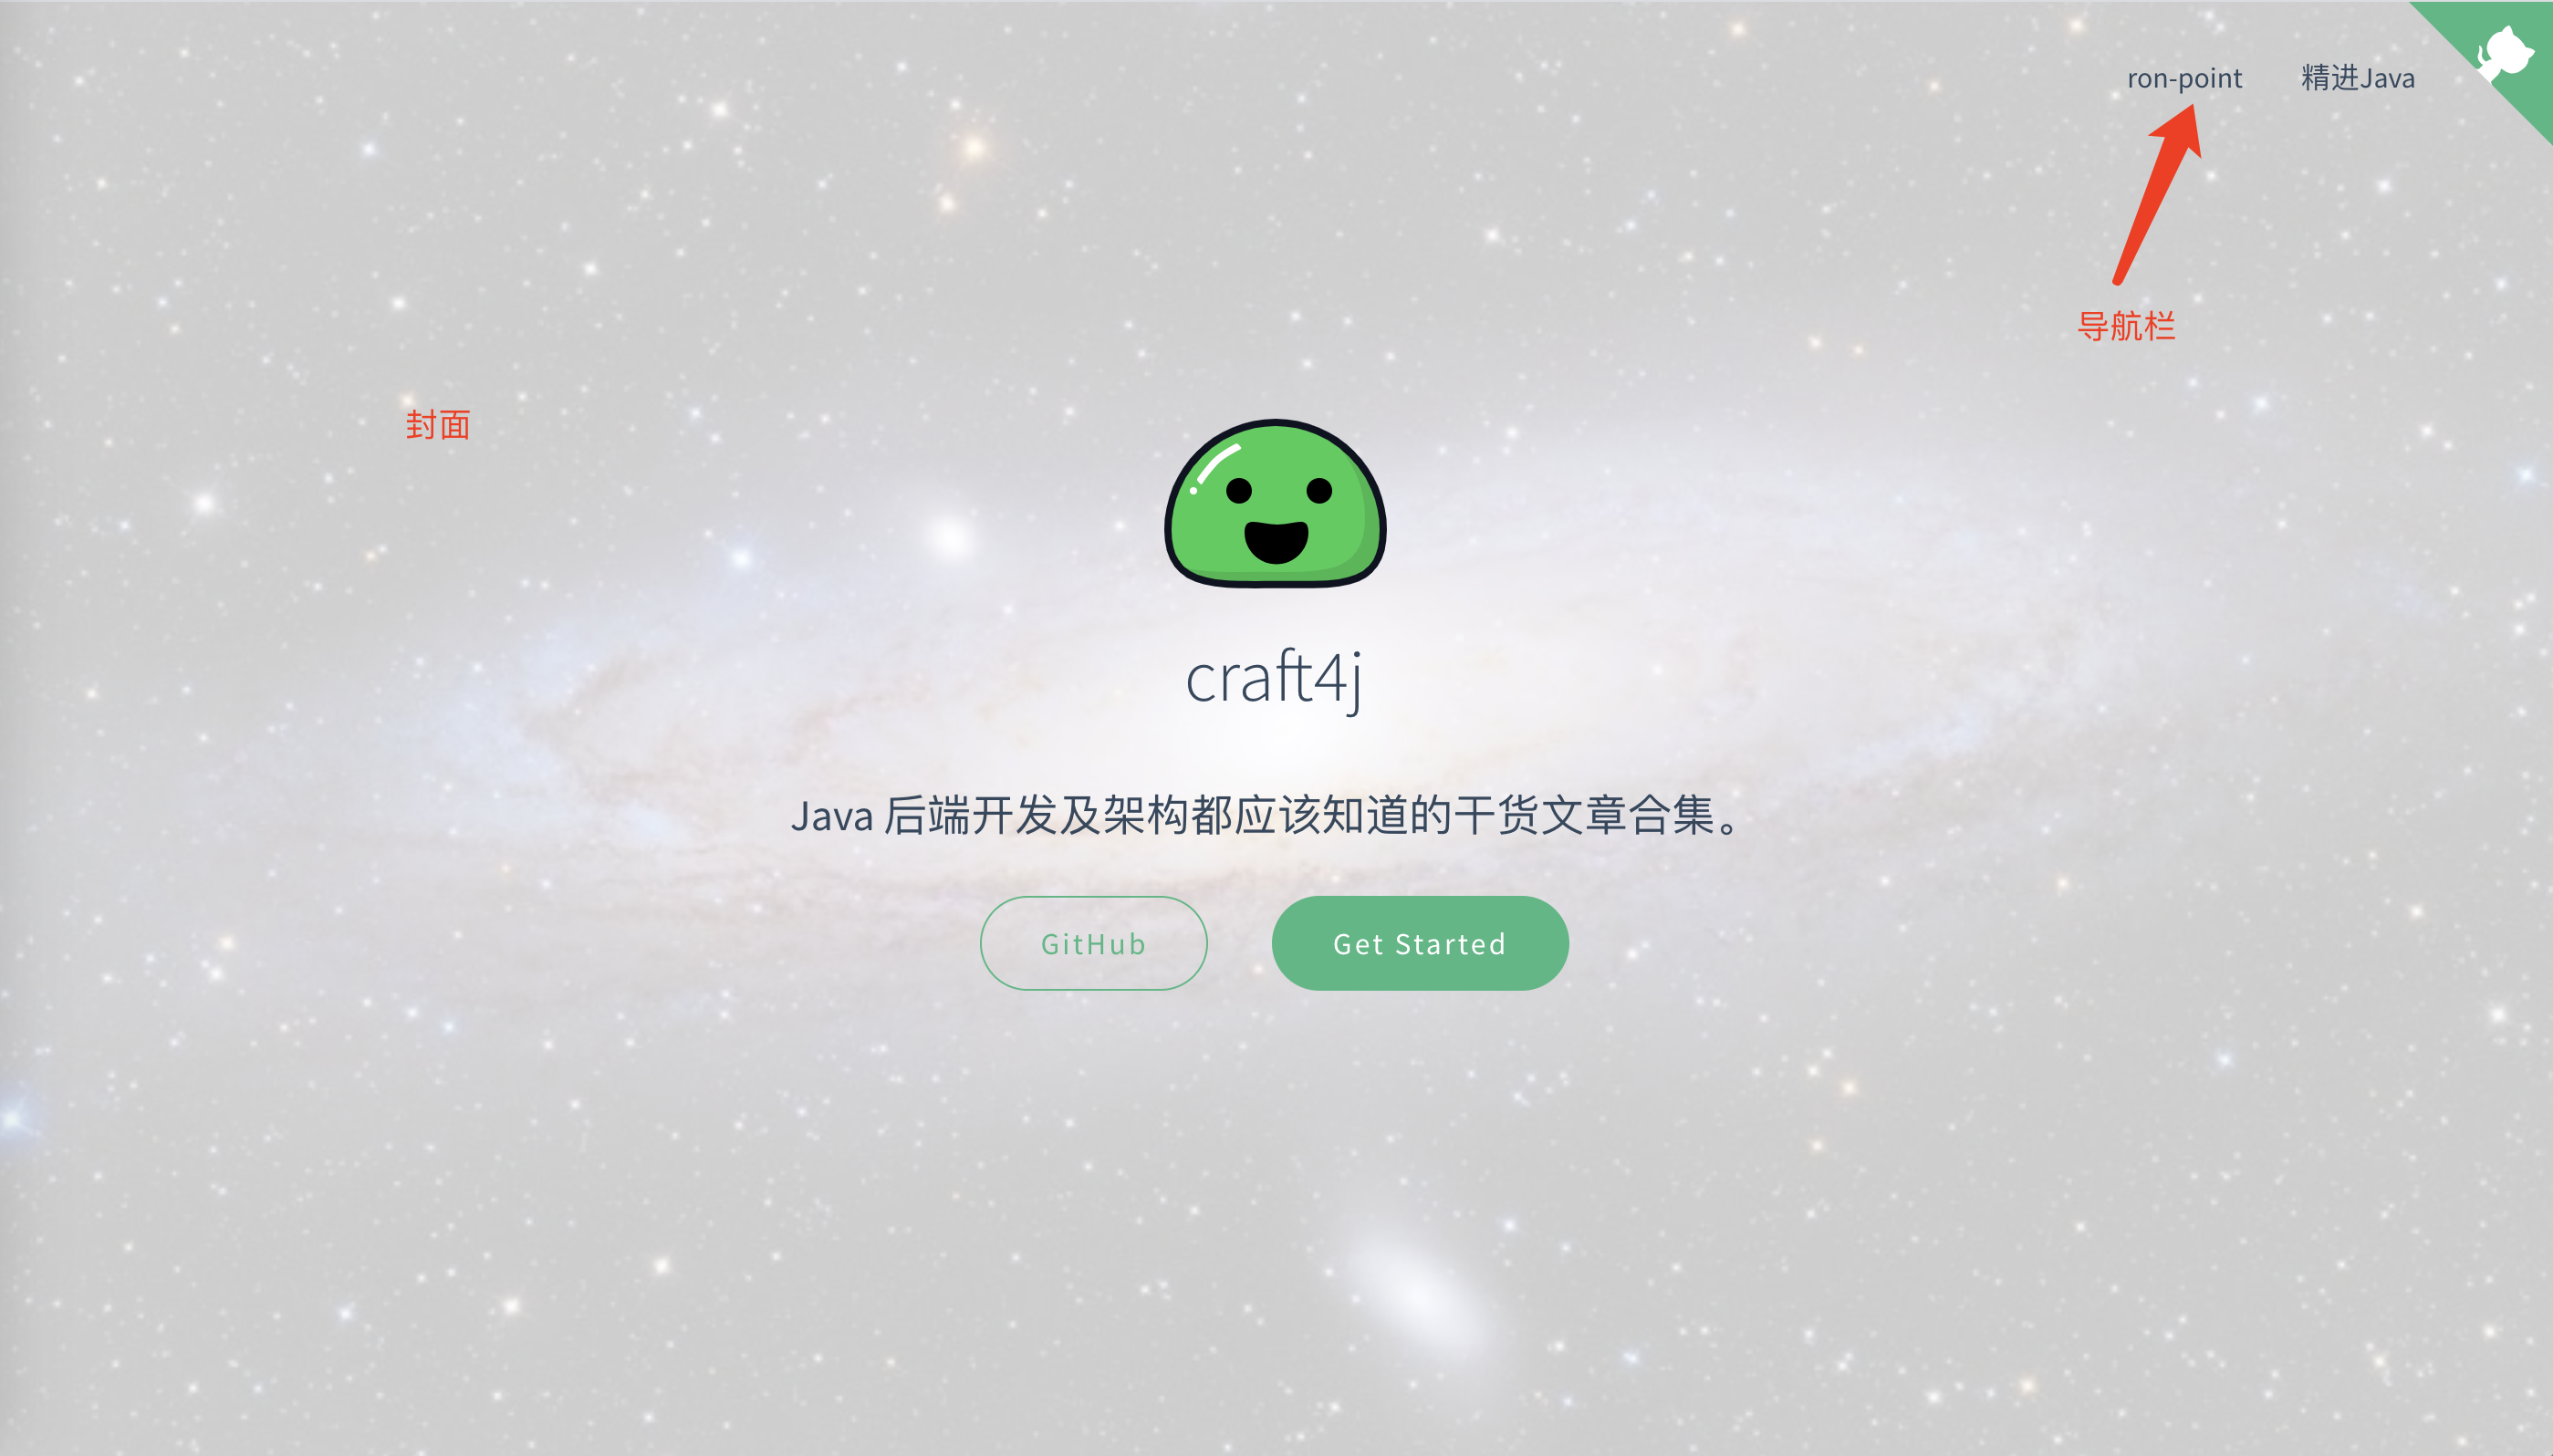 ron-point 精进Java
导航栏
封面
craft4j
Java 后端开发及架构都应该知道的干货文章合集。
GitHub Get Started